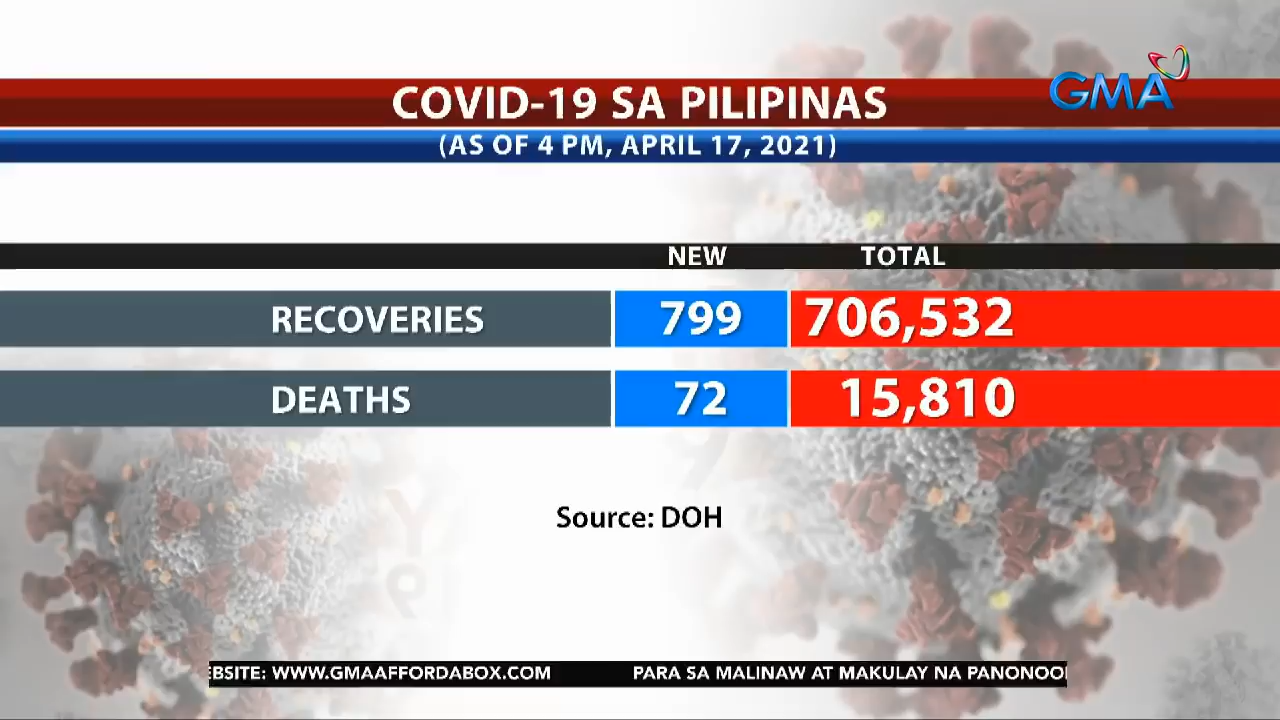 GMA
COVID-19 SA PILIPINAS
(AS OF 4 PM, APRIL 17, 2021)
NEW TOTAL
RECOVERIES 799 706,532
DEATHS 72 15,810
Source: DOH
WWW.GMAAFFORDABOX.COM PARA SA MALINAW AT MAKULAY NA